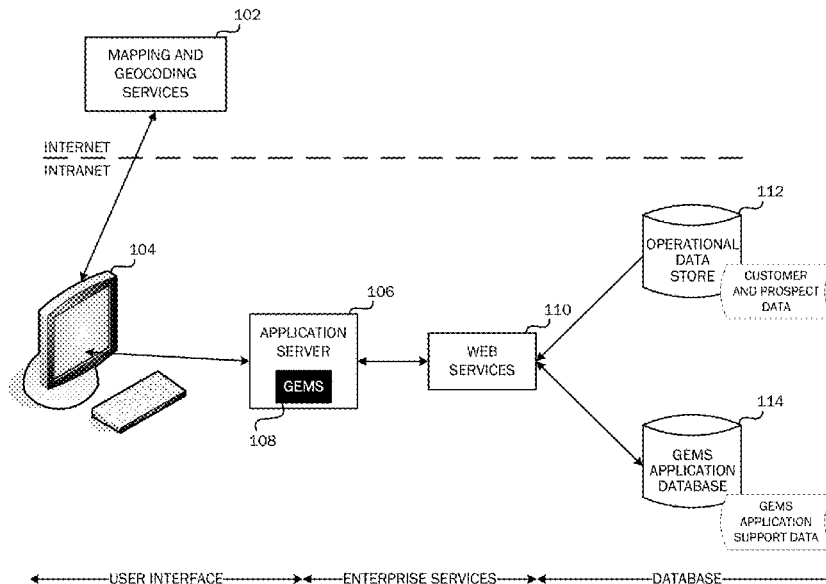 102
MAPPING AND
GEOCODING
SERVICES
INTERNET
INTRANET
112
OPERATIONAL
DATA
STORE
CUSTOMER
AND PROSPECT
DATA
104
106
APPLICATION
SERVER
GEMS
108
110
WEB
SERVICES
114
GEMS
APPLICATION
DATABASE
GEMS
APPLICATION
SUPPORT DATA
USER INTERFACE
ENTERPRISE SERVICES
DATABASE